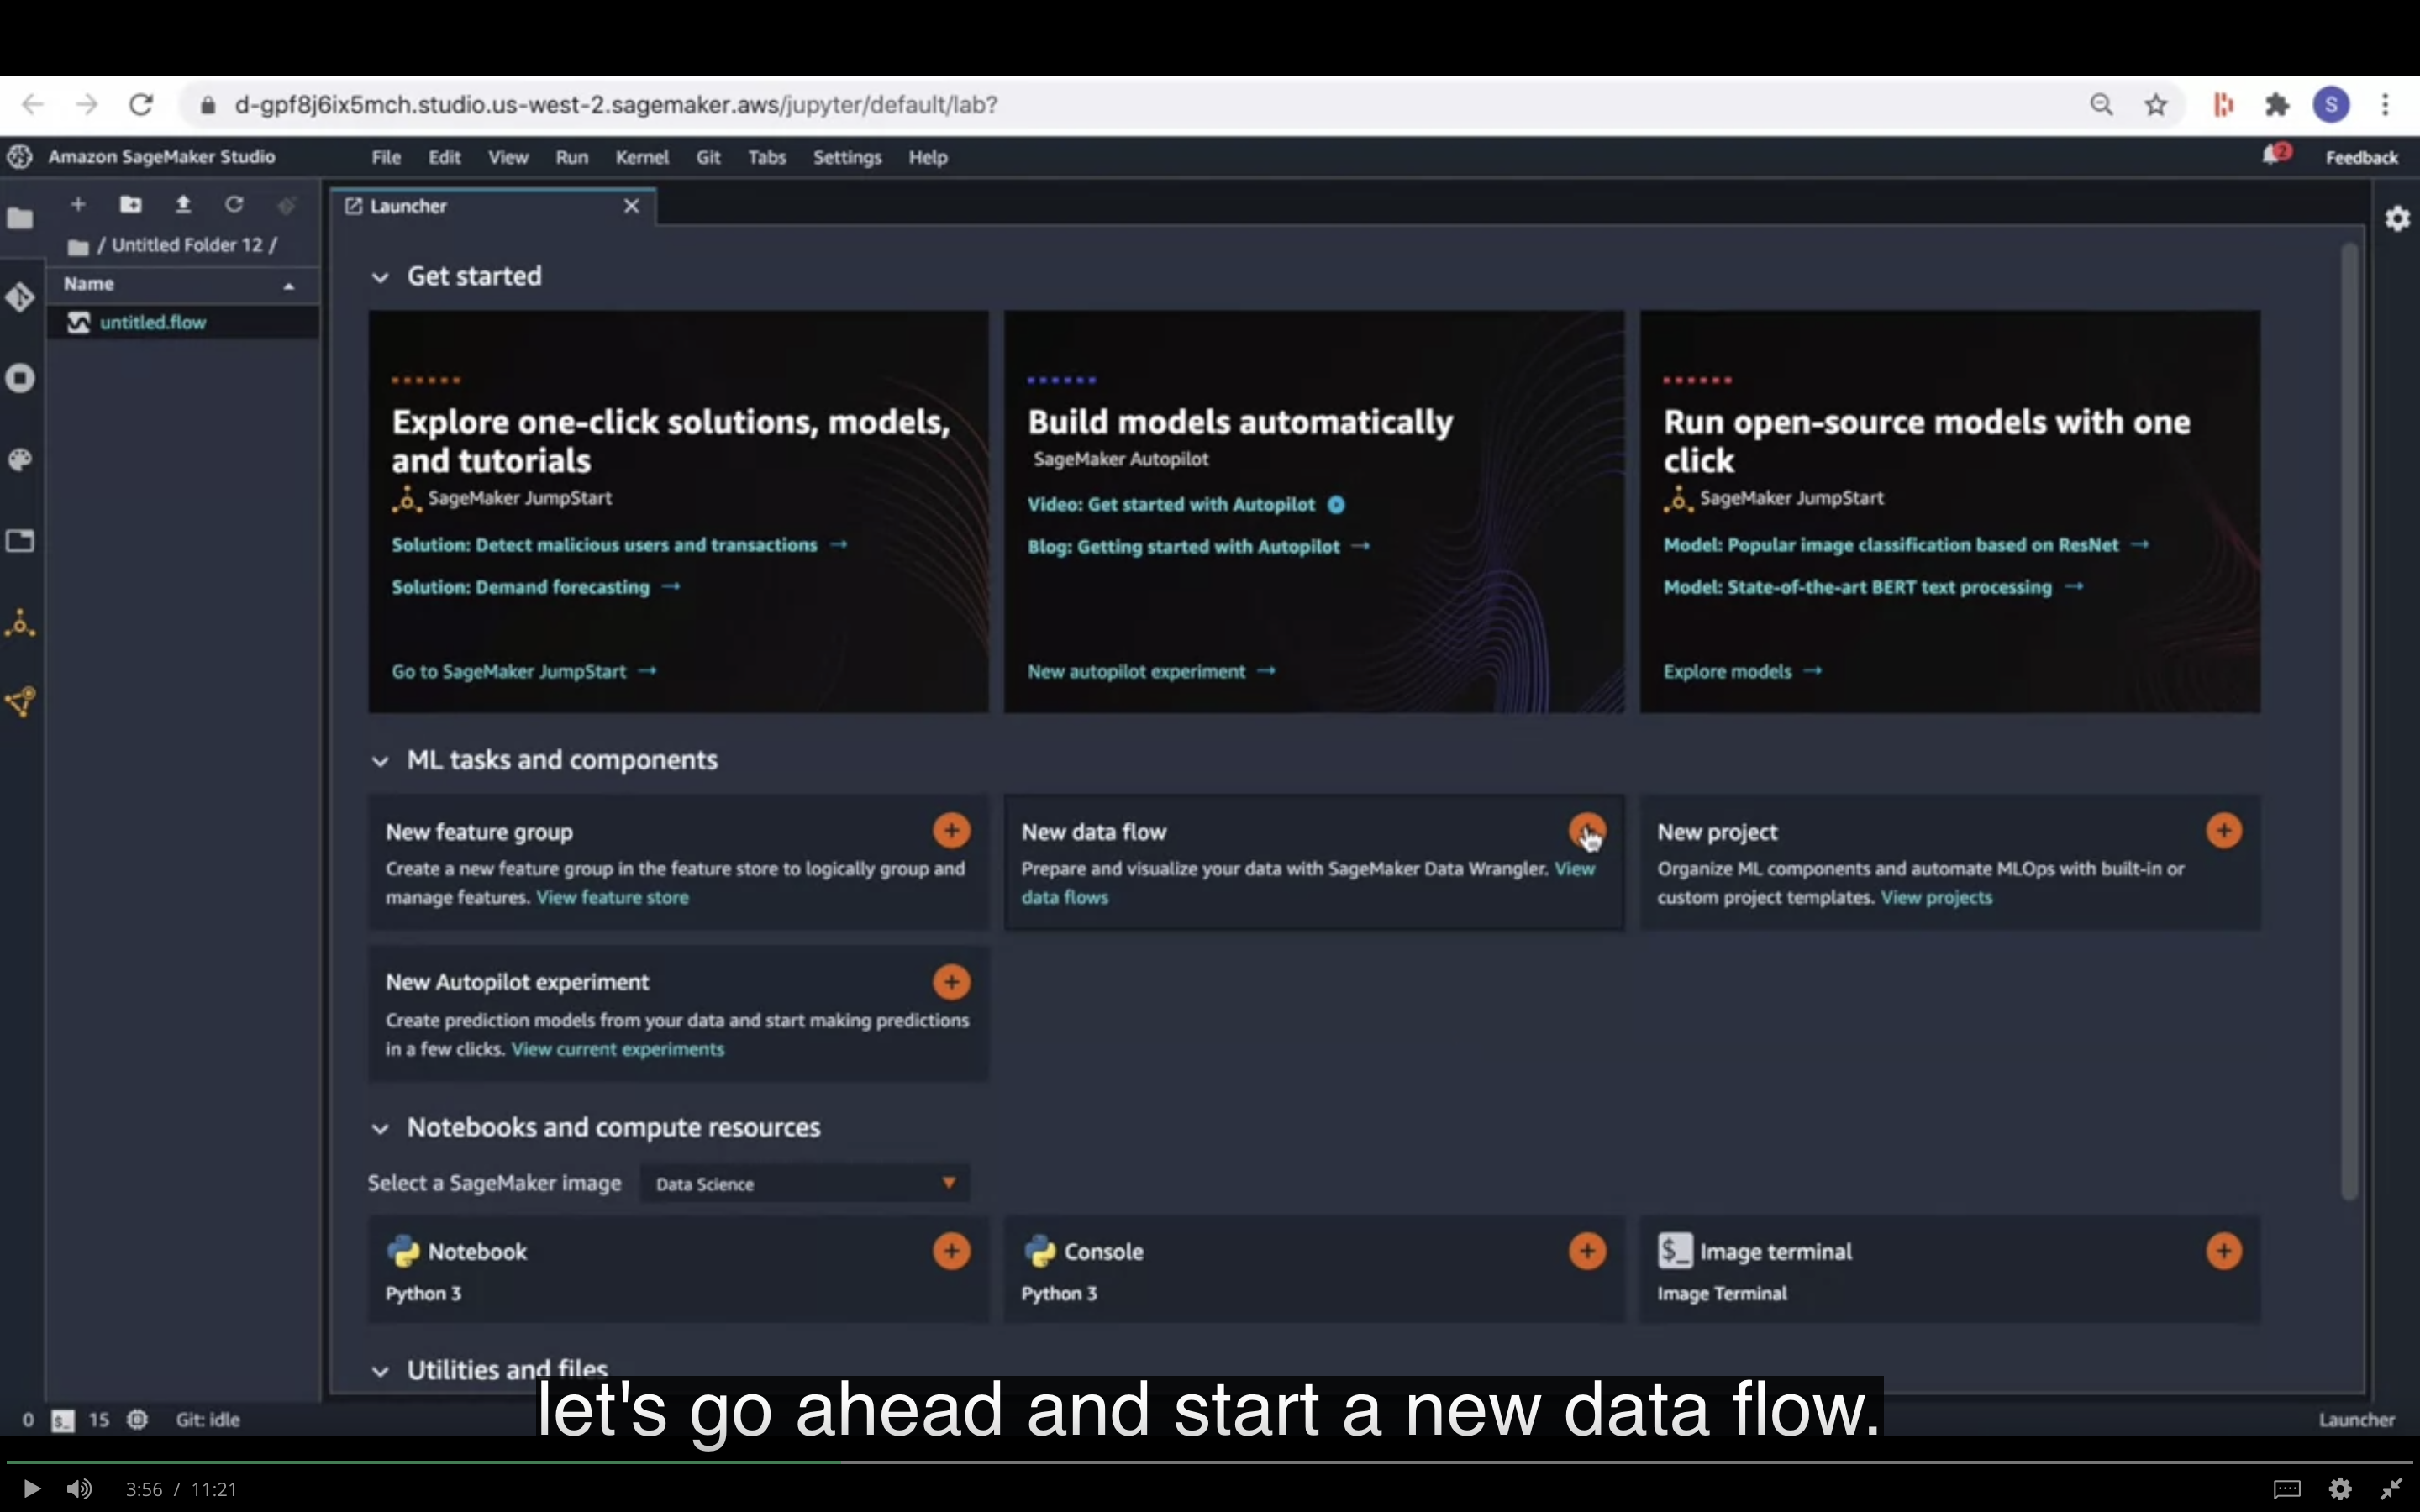 d-gpf8j6ix5mch.studio.us-west-2.sagemaker.aws/jupyter/default/lab?
S
Amazon SageMaker Studio
File Edit View Run Kernel Git Tabs Settings Help
2
Feedback
Launcher
/ Untitled Folder 12 /
Name
untitled.flow
Get started
Explore one-click solutions, models,
and tutorials
SageMaker JumpStart
Solution: Detect malicious users and transactions →
Solution: Demand forecasting →
Go to SageMaker JumpStart →
Build models automatically
SageMaker Autopilot
Video: Get started with Autopilot
Blog: Getting started with Autopilot →
New autopilot experiment →
Run open-source models with one
click
SageMaker JumpStart
Model: Popular image classification based on ResNet →
Model: State-of-the-art BERT text processing →
Explore models →
ML tasks and components
New feature group
Create a new feature group in the feature store to logically group and
manage features. View feature store
New data flow
Prepare and visualize your data with SageMaker Data Wrangler. View
data flows
New project
Organize ML components and automate MLOps with built-in or
custom project templates. View projects
New Autopilot experiment
Create prediction models from your data and start making predictions
in a few clicks. View current experiments
Notebooks and compute resources
Select a SageMaker image
Data Science
Notebook
Python 3
Console
Python 3
$_ Image terminal
Image Terminal
Utilities and files
let's go ahead and start a new data flow.
0 $_ 15 Git: idle
Launcher
3:56 / 11:21